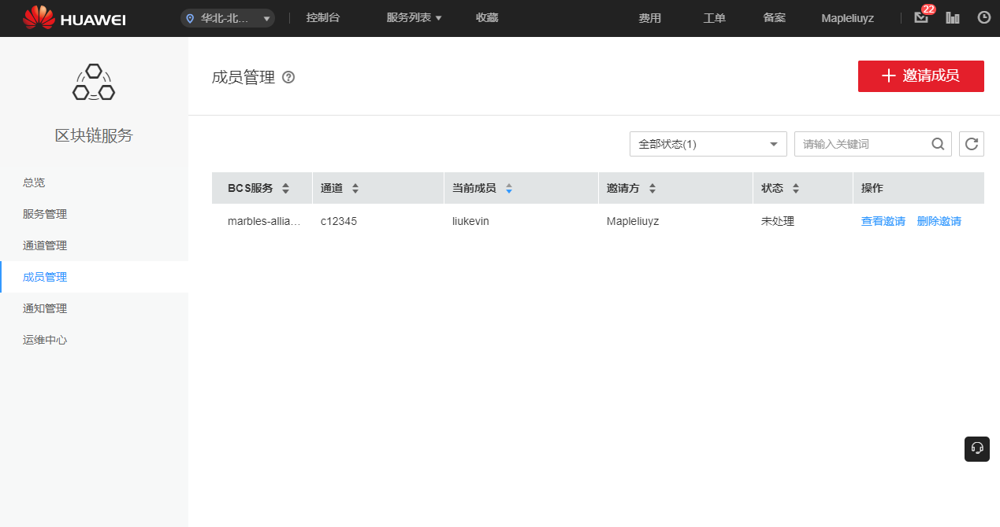 HUAWEI 华北-北... 控制台 服务列表 收藏 费用 工单 备案 Mapleliuyz 22
区块链服务
总览
服务管理
通道管理
成员管理
通知管理
运维中心
成员管理 ?
邀请成员
全部状态(1) 请输入关键词
BCS服务 通道 当前成员 邀请方 状态 操作
marbles-allia... c12345 liukevin Mapleliuyz 未处理 查看邀请 删除邀请